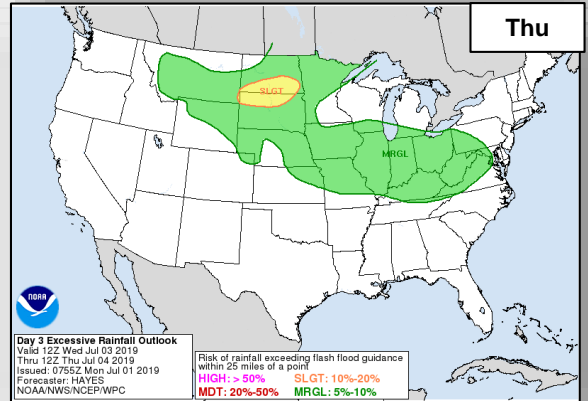 Thu
SLGT
MRGL
NOAA
Day 3 Excessive Rainfall Outlook
Valid 12Z Wed Jul 03 2019
Thru 12Z Thu Jul 04 2019
Issued: 0755Z Mon Jul 01 2019
Forecaster: HAYES
NOAA/NWS/NCEP/WPC
Risk of rainfall exceeding flash flood guidance
within 25 miles of a point
HIGH: > 50% SLGT: 10%-20%
MDT: 20%-50% MRGL: 5%-10%